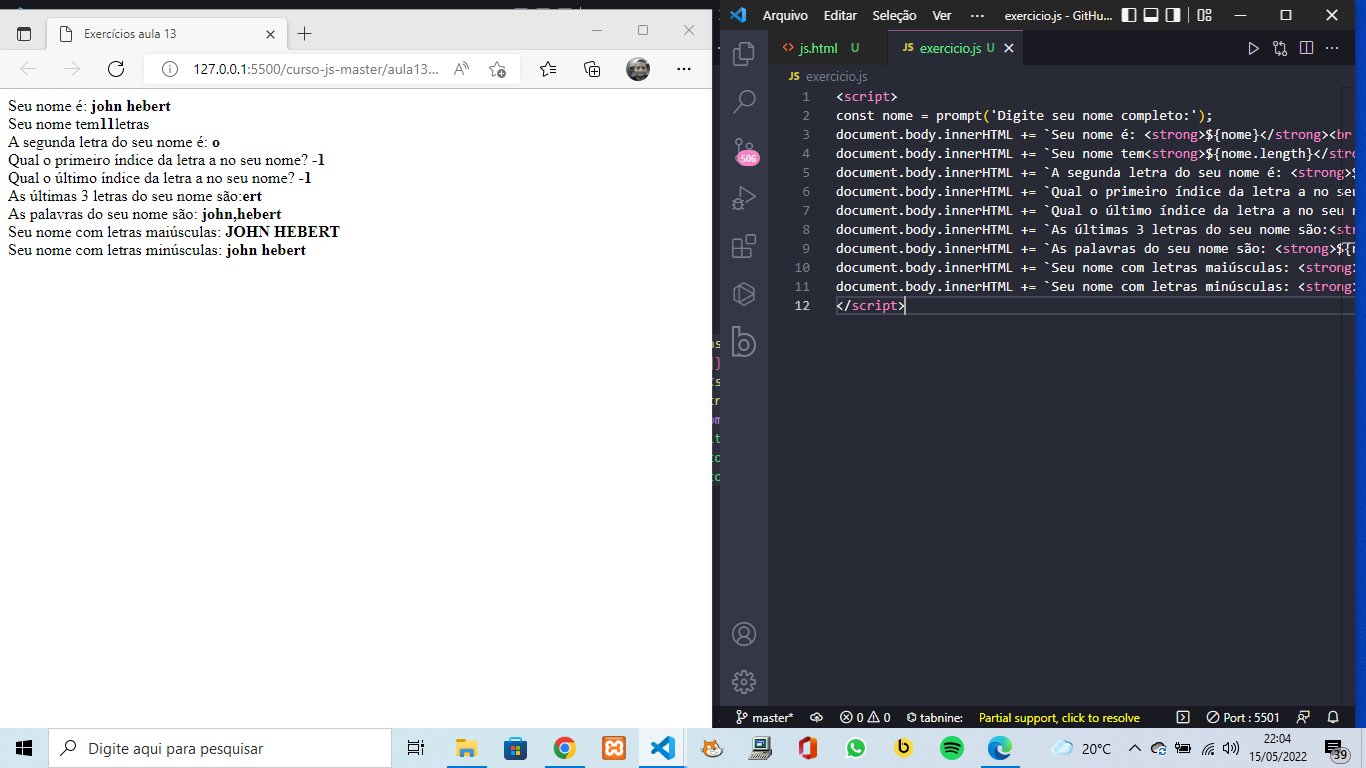 Exercícios aula 13
127.0.0.1:5500/curso-js-master/aula13...
Seu nome é: john hebert
Seu nome tem11letras
A segunda letra do seu nome é: o
Qual o primeiro índice da letra a no seu nome? -1
Qual o último índice da letra a no seu nome? -1
As últimas 3 letras do seu nome são:ert
As palavras do seu nome são: john,hebert
Seu nome com letras maiúsculas: JOHN HEBERT
Seu nome com letras minúsculas: john hebert
Arquivo Editar Seleção Ver ··· exercicio.js - GitHu...
js.html U JS exercicio.js U
JS exercicio.js
1 <script>
2 const nome = prompt('Digite seu nome completo:');
3 document.body.innerHTML += `Seu nome é: <strong>${nome}</strong><br
4 document.body.innerHTML += `Seu nome tem<strong>${nome.length}</str
5 document.body.innerHTML += `A segunda letra do seu nome é: <strong>$
6 document.body.innerHTML += `Qual o primeiro índice da letra a no seu
7 document.body.innerHTML += `Qual o último índice da letra a no seu
8 document.body.innerHTML += `As últimas 3 letras do seu nome são:<str
9 document.body.innerHTML += `As palavras do seu nome são: <strong>${
10 document.body.innerHTML += `Seu nome com letras maiúsculas: <strong>
11 document.body.innerHTML += `Seu nome com letras minúsculas: <strong>
12 </script>
506
master* 0 0 tabnine: Partial support, click to resolve Port : 5501
Digite aqui para pesquisar
20°C
22:04
15/05/2022
39